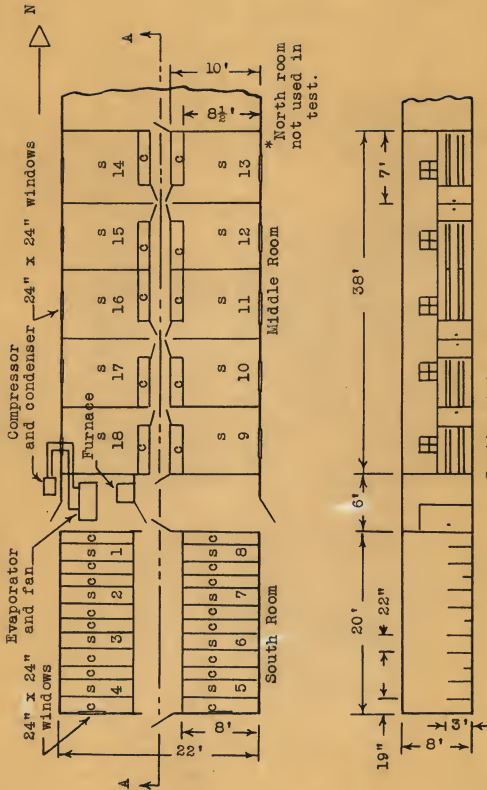 N
A
A
Compressor
and condenser
24" x 24" windows
Evaporator
and fan
24" x 24"
windows
Furnace
C S C C S C C S C C S C
4 3 2 1
S S S S S
18 17 16 15 14
C C C C C
C C C C C
S S S S S
9 10 11 12 13
C S C C S C C S C C S C
5 6 7 8
10'
8½'
22'
8'
South Room
Middle Room
*North room
not used in
test.
20'
6'
38'
7'
19"
22"
8'
3'